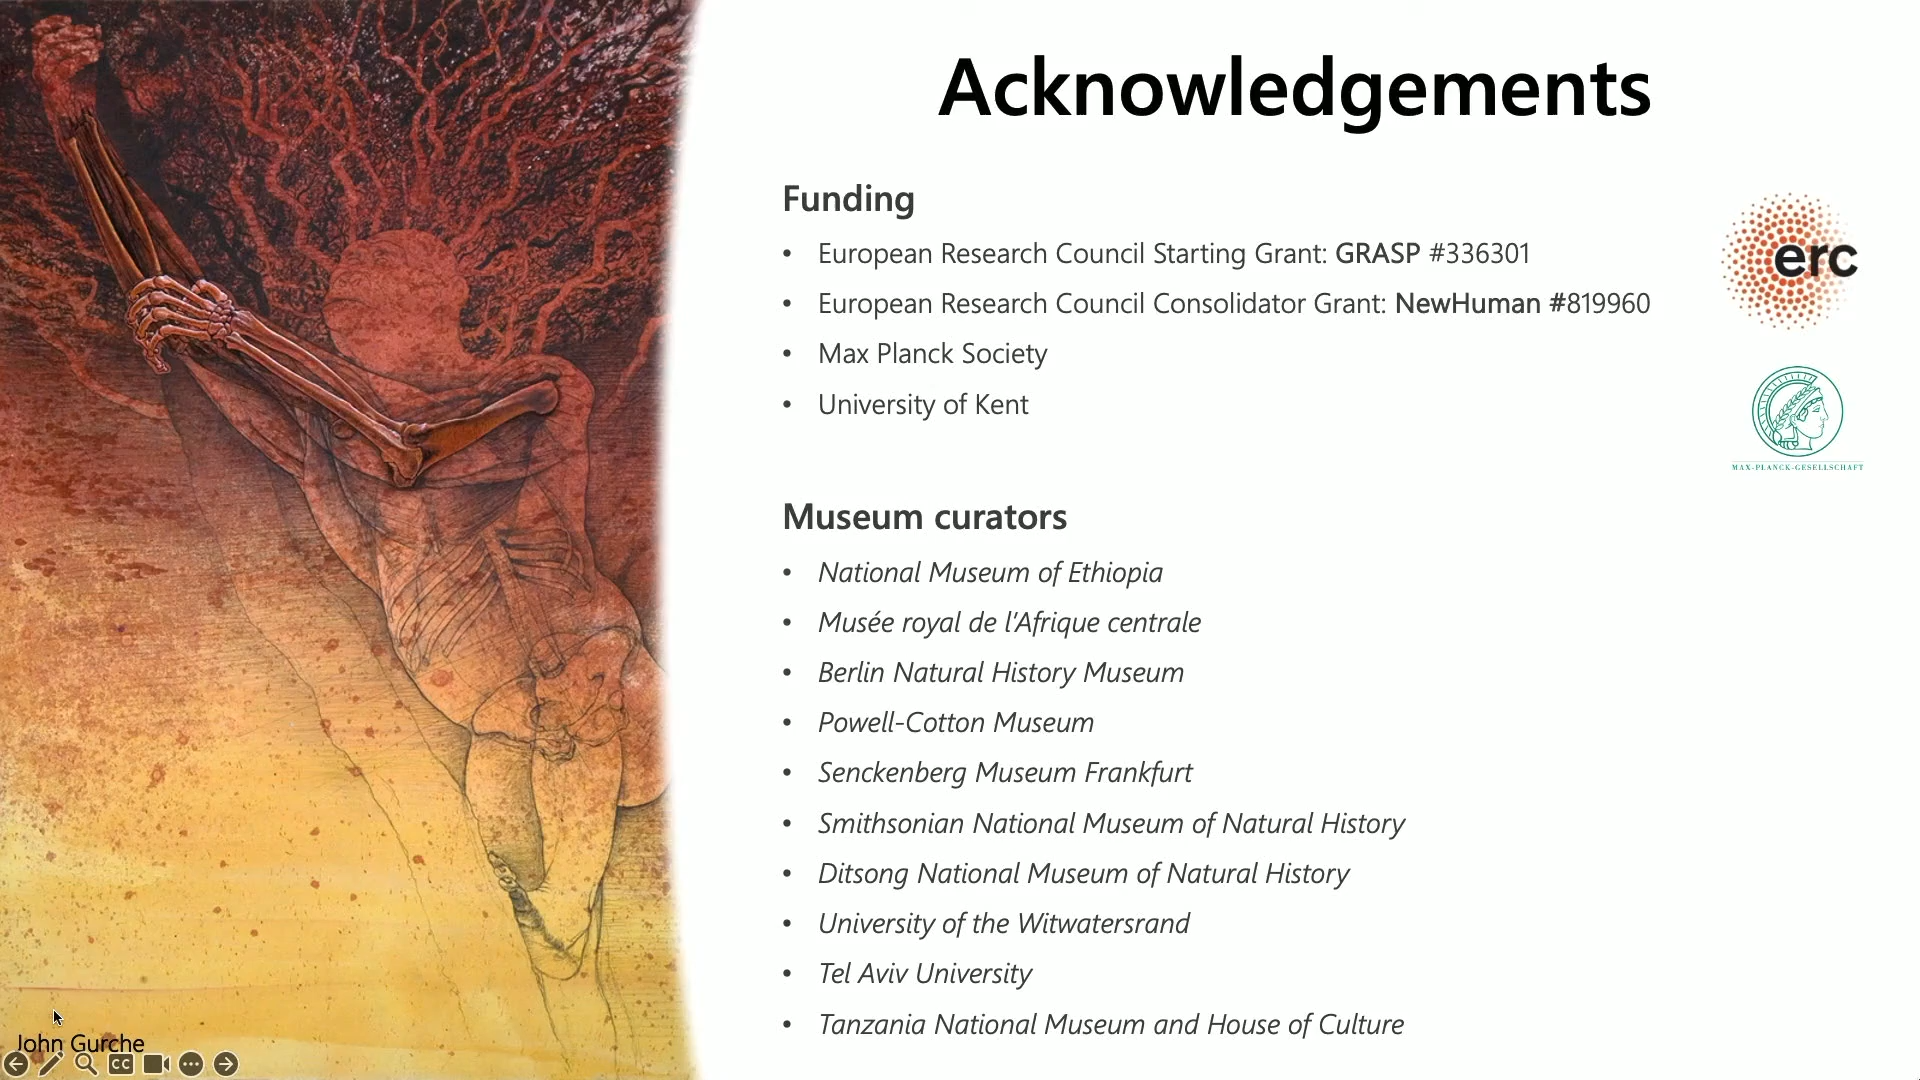 Acknowledgements
Funding
• European Research Council Starting Grant: GRASP #336301
• European Research Council Consolidator Grant: NewHuman #819960
• Max Planck Society
• University of Kent
erc
MAX-PLANCK-GESELLSCHAFT
Museum curators
• National Museum of Ethiopia
• Musée royal de l'Afrique centrale
• Berlin Natural History Museum
• Powell-Cotton Museum
• Senckenberg Museum Frankfurt
• Smithsonian National Museum of Natural History
• Ditsong National Museum of Natural History
• University of the Witwatersrand
• Tel Aviv University
• Tanzania National Museum and House of Culture
John Gurche
CC